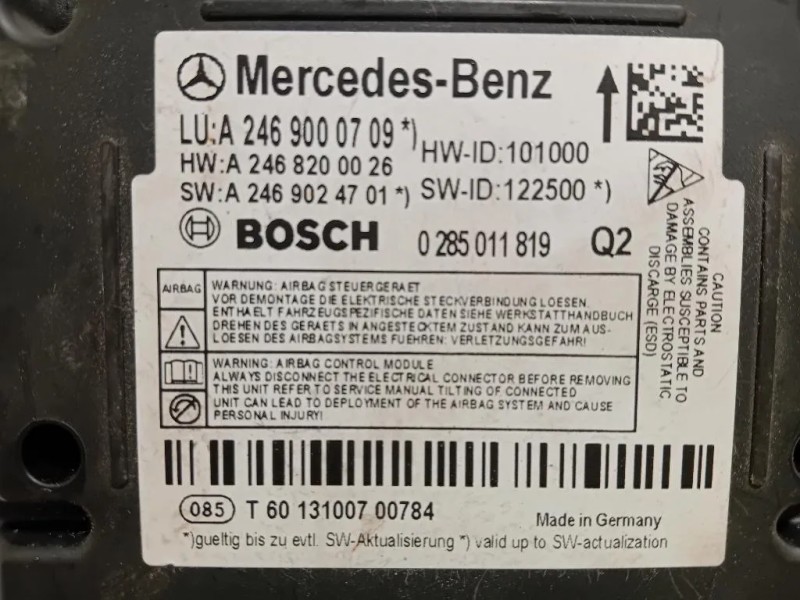 Mercedes-Benz
LU:A 246 900 07 09 *)
HW:A 246 820 00 26
SW:A 246 902 47 01 *)
HW-ID:101000
SW-ID:122500 *)
BOSCH 0 285 011 819 Q2
CAUTION
CONTAINS PARTS AND
ASSEMBLIES SUSCEPTIBLE TO
DAMAGE BY ELECTROSTATIC
DISCARGE (ESD)
AIRBAG
WARNUNG: AIRBAG STEUERGERAET
VOR DEMONTAGE DIE ELEKTRISCHE STECKVERBINDUNG LOESEN.
ENTHAELT FAHRZEUGSPEZIFISCHE DATEN SIEHE WERKSTATTHANDBUCH
DREHEN DES GERAETS IN ANGESTECKTEM ZUSTAND KANN ZUM AUS-
LOESEN DES AIRBAGSYSTEMS FUEHREN: VERLETZUNGSGEFAHR!
WARNING: AIRBAG CONTROL MODULE
ALWAYS DISCONNECT THE ELECTRICAL CONNECTOR BEFORE REMOVING
THIS UNIT REFER TO SERVICE MANUAL TILTING OF CONNECTED
UNIT CAN LEAD TO DEPLOYMENT OF THE AIRBAG SYSTEM AND CAUSE
PERSONAL INJURY!
085 T 60 131007 00784
Made in Germany
*)gueltig bis zu evtl. SW-Aktualisierung *) valid up to SW-actualization